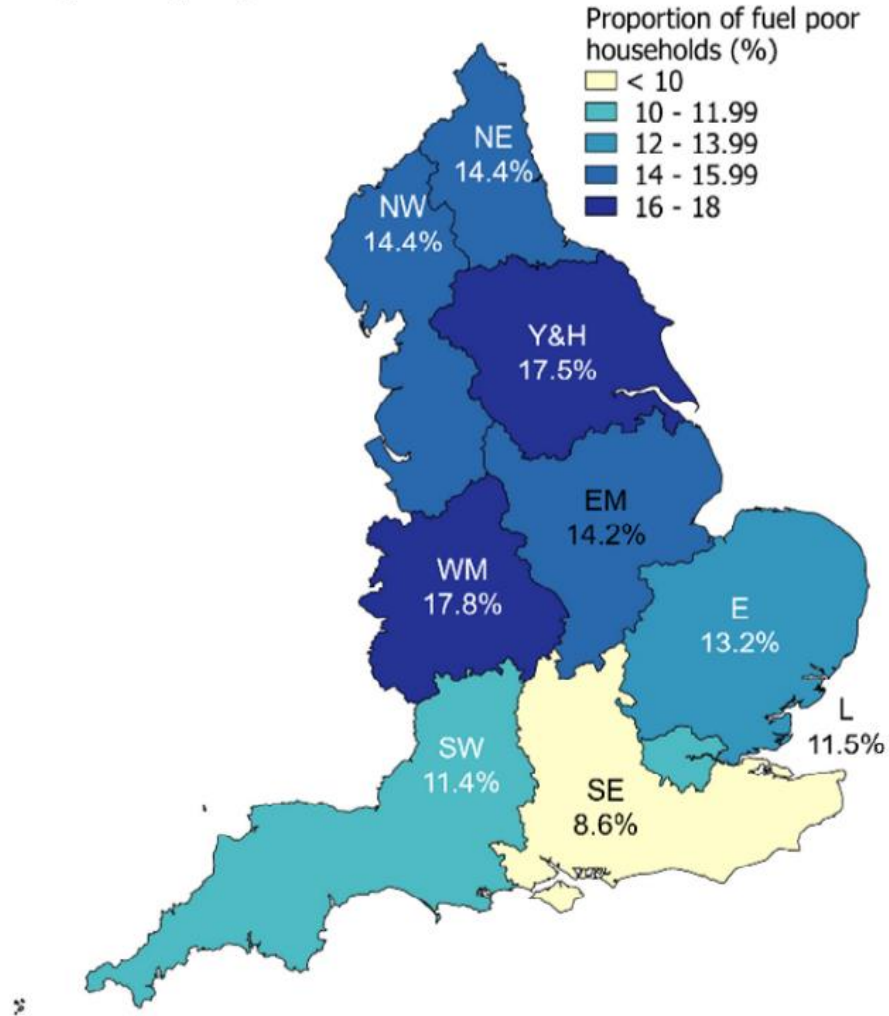 Proportion of fuel poor
households (%)
< 10
10 - 11.99
12 - 13.99
14 - 15.99
16 - 18
NE
14.4%
NW
14.4%
Y&H
17.5%
EM
14.2%
WM
17.8%
E
13.2%
L
11.5%
SW
11.4%
SE
8.6%